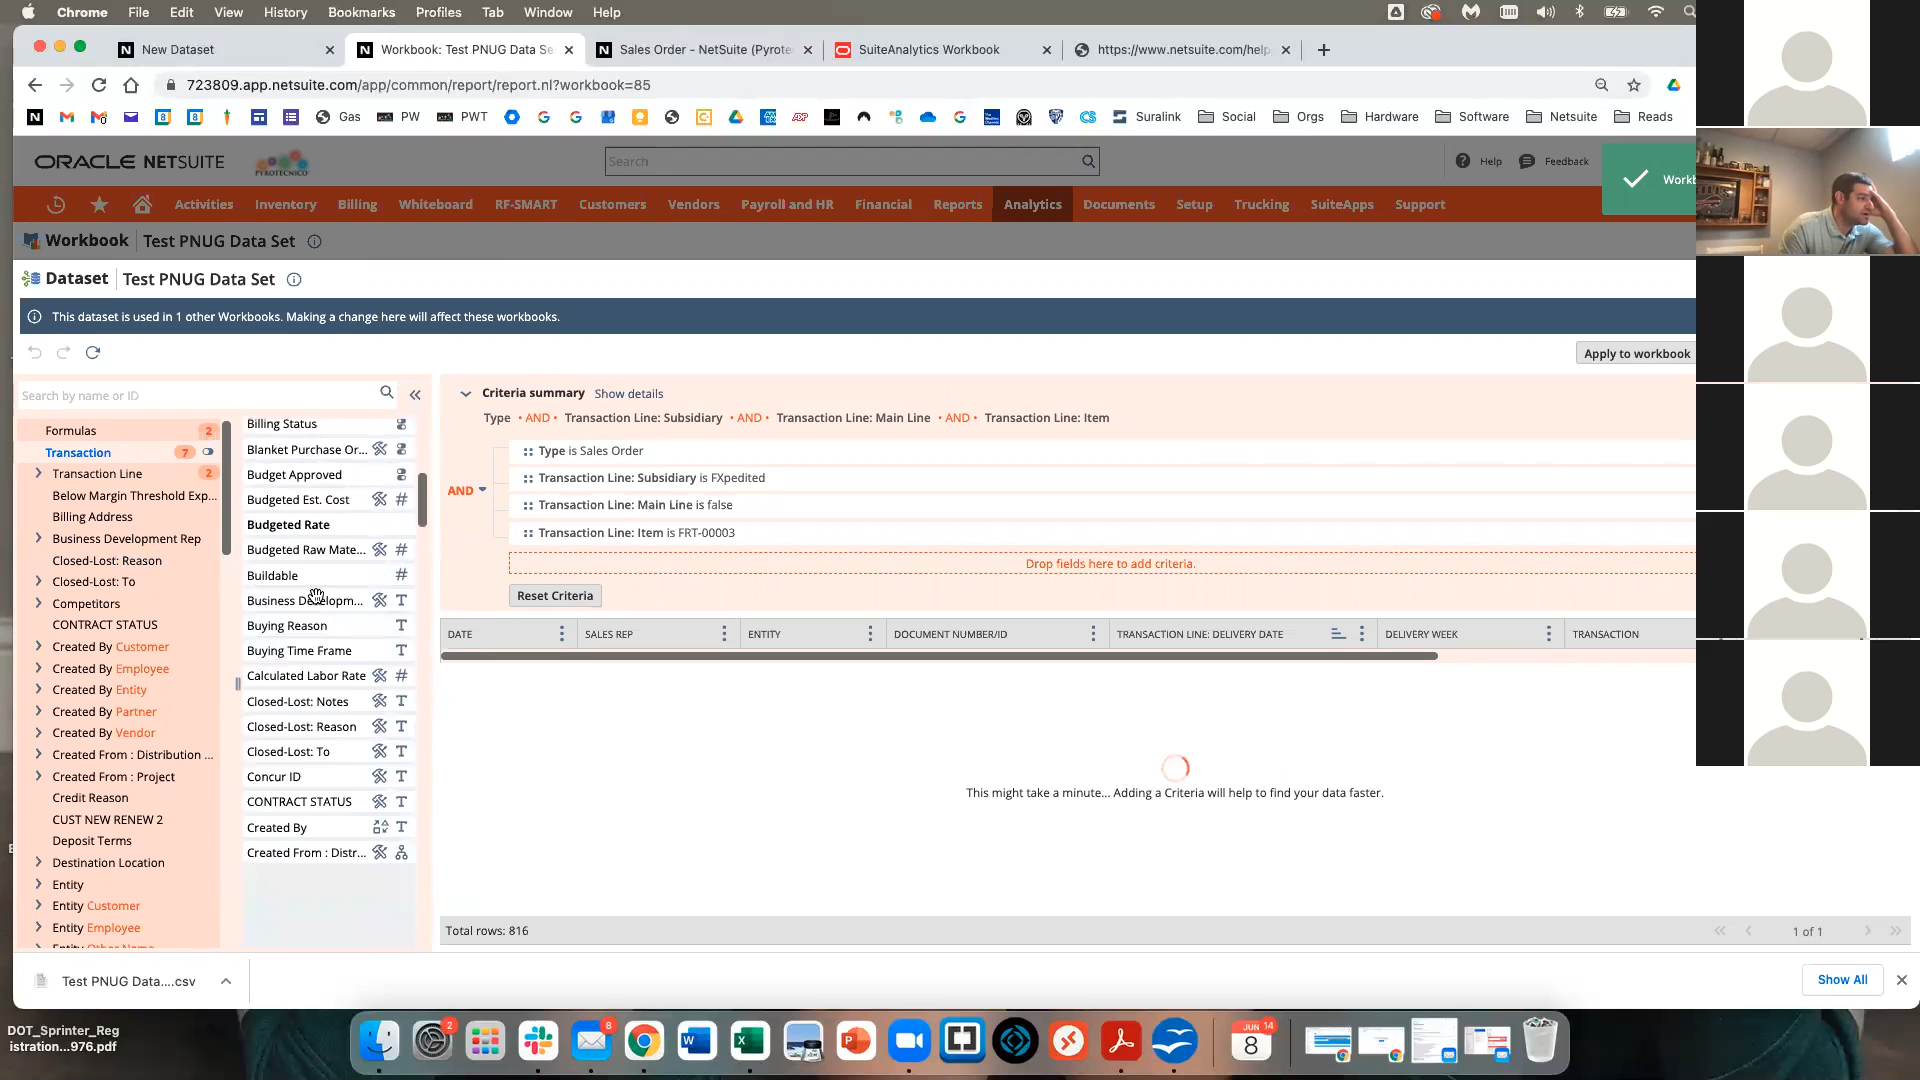 Chrome File Edit View History Bookmarks Profiles Tab Window Help
New Dataset
Workbook: Test PNUG Data Se
Sales Order - NetSuite (Pyrote
SuiteAnalytics Workbook
https://www.netsuite.com/help
723809.app.netsuite.com/app/common/report/report.nl?workbook=85
Gas PW PWT Suralink Social Orgs Hardware Software Netsuite Reads
ORACLE NETSUITE PYROTECNICO Search Help Feedback
Activities Inventory Billing Whiteboard RF-SMART Customers Vendors Payroll and HR Financial Reports Analytics Documents Setup Trucking SuiteApps Support
Workbook Test PNUG Data Set
Dataset Test PNUG Data Set
This dataset is used in 1 other Workbooks. Making a change here will affect these workbooks.
Apply to workbook
Search by name or ID
Formulas 2
Transaction 7
Transaction Line 2
Below Margin Threshold Exp...
Billing Address
Business Development Rep
Closed-Lost: Reason
Closed-Lost: To
Competitors
CONTRACT STATUS
Created By Customer
Created By Employee
Created By Entity
Created By Partner
Created By Vendor
Created From : Distribution ...
Created From : Project
Credit Reason
CUST NEW RENEW 2
Deposit Terms
Destination Location
Entity
Entity Customer
Entity Employee
Entity Other Name
Billing Status
Blanket Purchase Or...
Budget Approved
Budgeted Est. Cost
Budgeted Rate
Budgeted Raw Mate...
Buildable
Business Developm...
Buying Reason
Buying Time Frame
Calculated Labor Rate
Closed-Lost: Notes
Closed-Lost: Reason
Closed-Lost: To
Concur ID
CONTRACT STATUS
Created By
Created From : Distr...
Criteria summary Show details
Type • AND • Transaction Line: Subsidiary • AND • Transaction Line: Main Line • AND • Transaction Line: Item
AND
Type is Sales Order
Transaction Line: Subsidiary is FXpedited
Transaction Line: Main Line is false
Transaction Line: Item is FRT-00003
Drop fields here to add criteria.
Reset Criteria
DATE SALES REP ENTITY DOCUMENT NUMBER/ID TRANSACTION LINE: DELIVERY DATE DELIVERY WEEK TRANSACTION
This might take a minute... Adding a Criteria will help to find your data faster.
Total rows: 816
1 of 1
Test PNUG Data....csv
Show All
DOT_Sprinter_Reg
istration...976.pdf
2
8
JUN 14
8